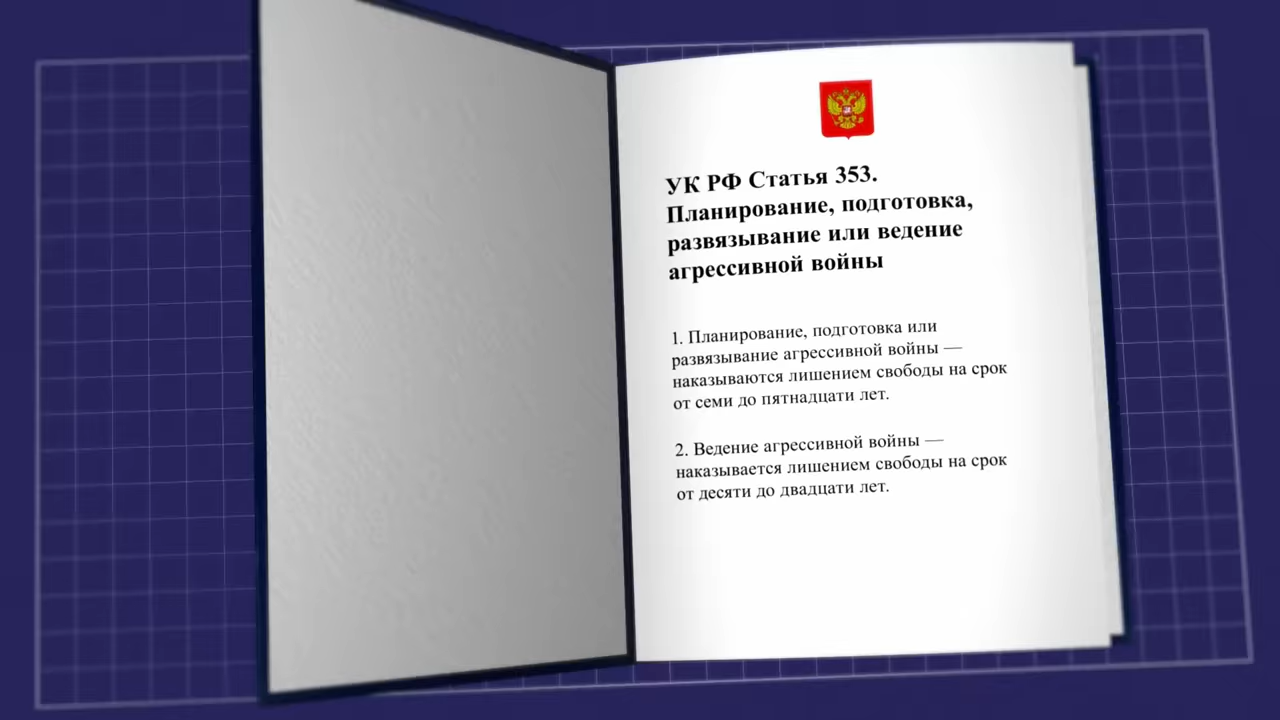 УК РФ Статья 353.
Планирование, подготовка,
развязывание или ведение
агрессивной войны
1. Планирование, подготовка или
развязывание агрессивной войны —
наказываются лишением свободы на срок
от семи до пятнадцати лет.
2. Ведение агрессивной войны —
наказывается лишением свободы на срок
от десяти до двадцати лет.